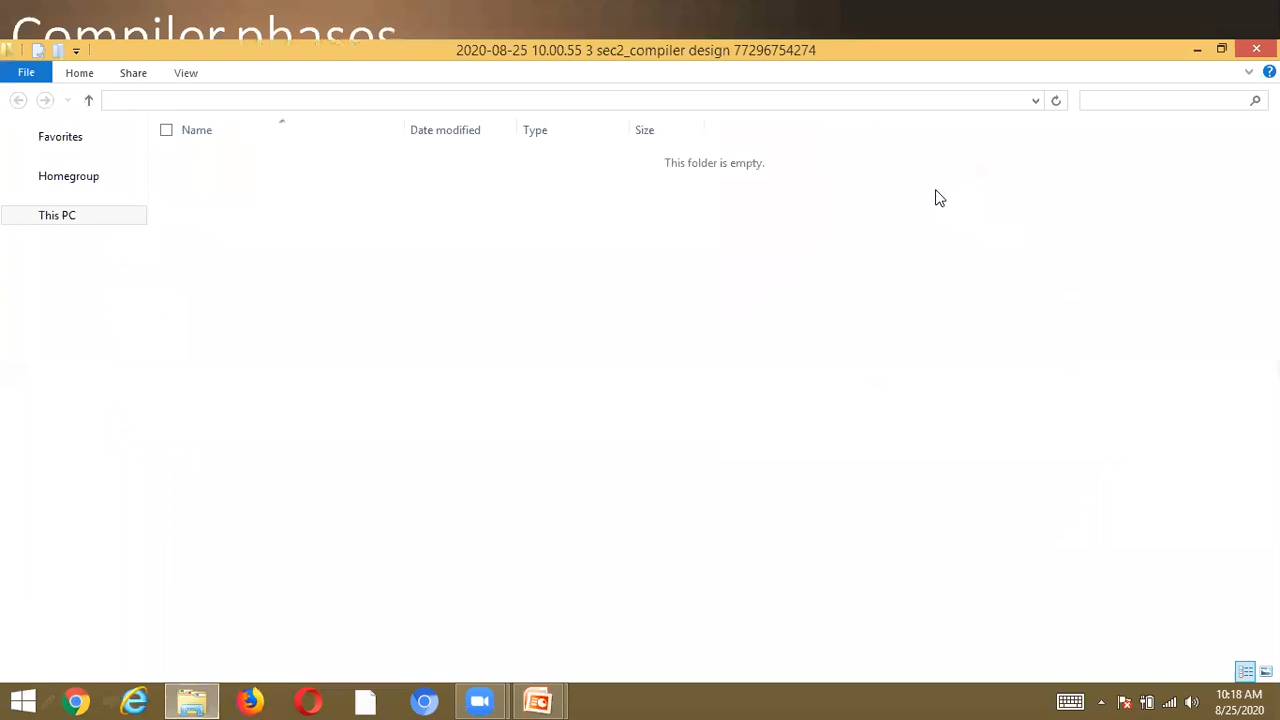 Compiler phases
2020-08-25 10.00.55 3 sec2_compiler design 77296754274
File Home Share View
Favorites
Name Date modified Type Size
This folder is empty.
Homegroup
This PC
10:18 AM
8/25/2020